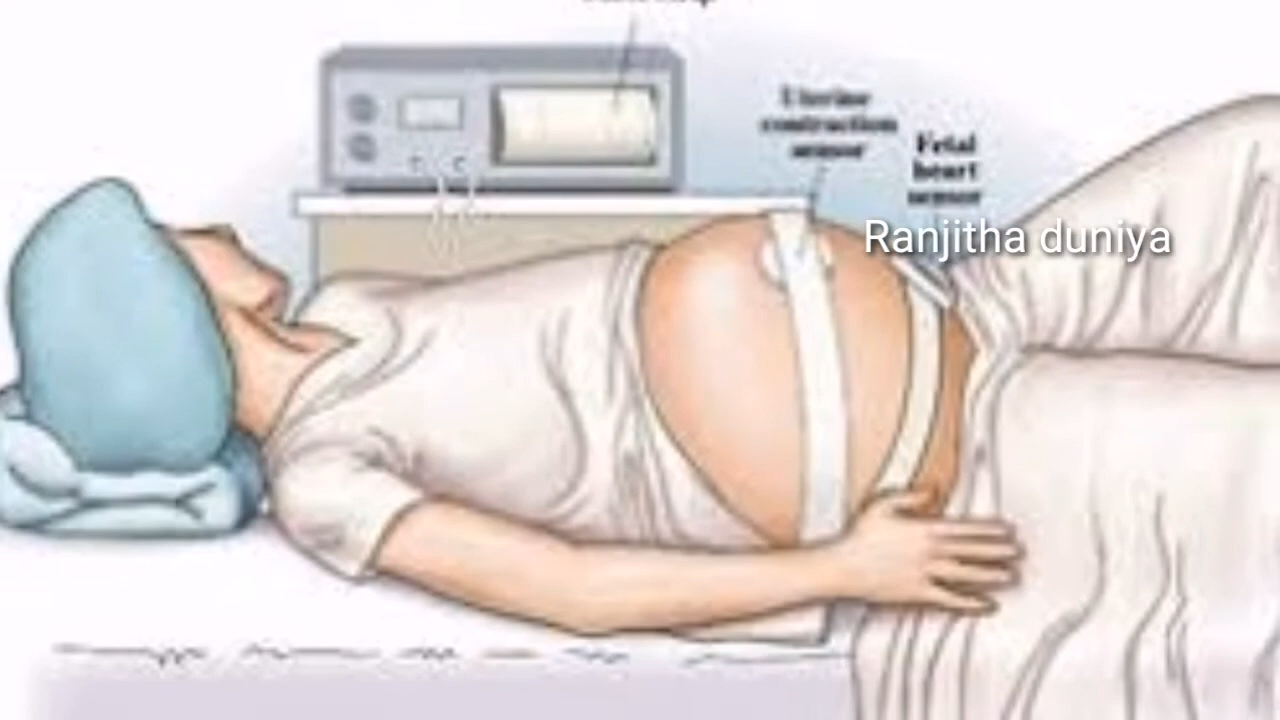 Uterine
contraction
sensor
Fetal
heart
sensor
Ranjitha duniya